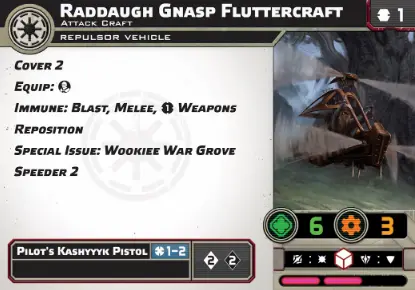 RADDAUGH GNASP FLUTTERCRAFT
ATTACK CRAFT
REPULSOR VEHICLE
1
COVER 2
EQUIP:
IMMUNE: BLAST, MELEE, 1 WEAPONS
REPOSITION
SPECIAL ISSUE: WOOKIEE WAR GROVE
SPEEDER 2
6 3
PILOT'S KASHYYYK PISTOL 1-2 2 2
: :